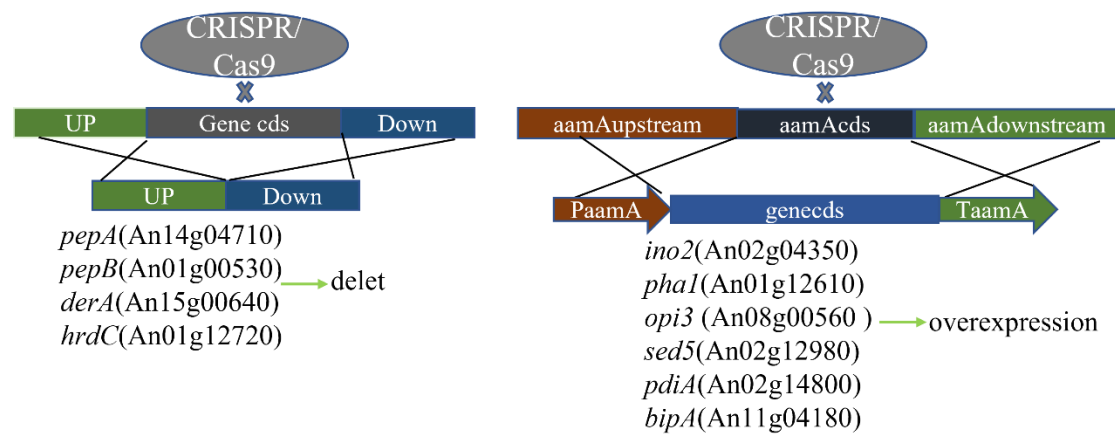 CRISPR/
Cas9
UP Gene cds Down
UP Down
pepA(An14g04710)
pepB(An01g00530)
derA(An15g00640)
hrdC(An01g12720)
delet
CRISPR/
Cas9
aamAupstream aamAcds aamAdownstream
PaamA genecds TaamA
ino2(An02g04350)
pha1(An01g12610)
opi3 (An08g00560 )
sed5(An02g12980)
pdiA(An02g14800)
bipA(An11g04180)
overexpression